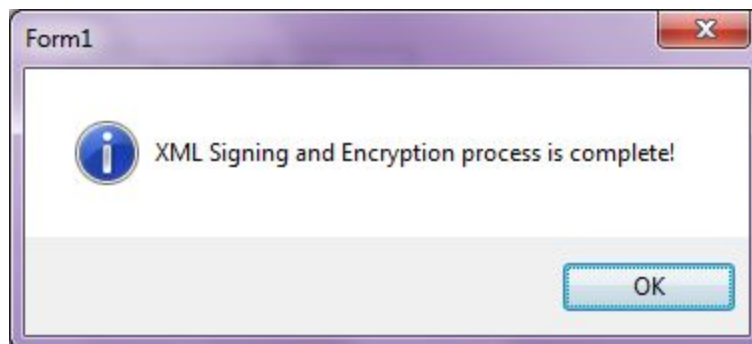 Form1
XML Signing and Encryption process is complete!
OK